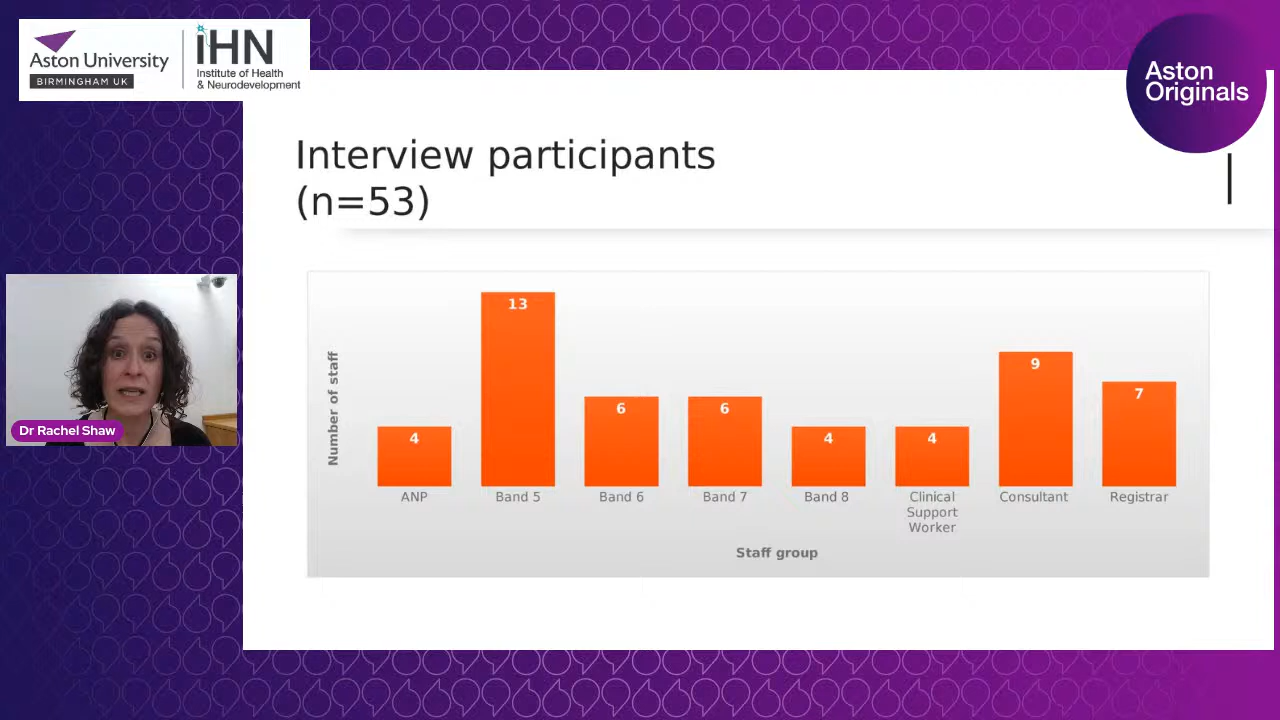 Aston University
BIRMINGHAM UK
iHN
Institute of Health
& Neurodevelopment
Aston
Originals
Interview participants
(n=53)
Dr Rachel Shaw
Number of staff
4
13
6
6
4
4
9
7
ANP
Band 5
Band 6
Band 7
Band 8
Clinical
Support
Worker
Consultant
Registrar
Staff group